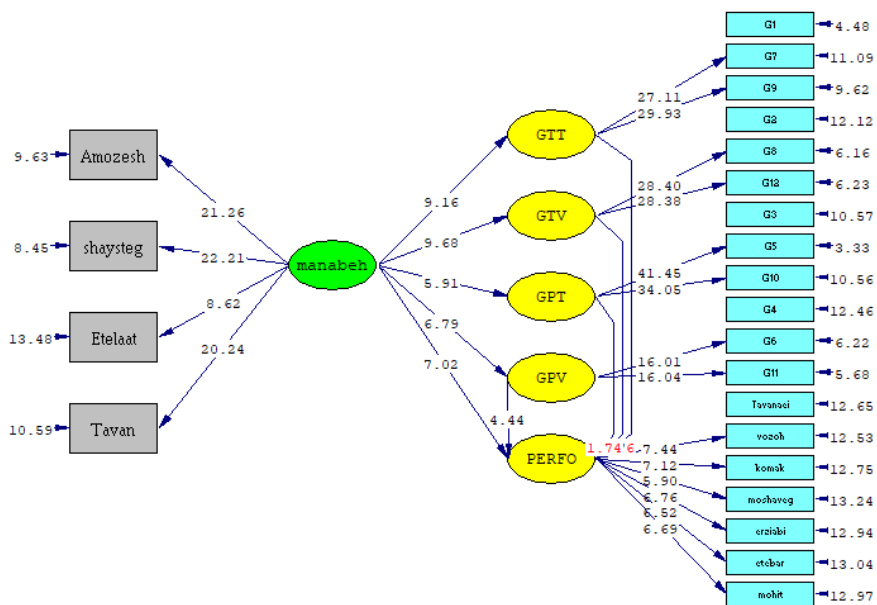 G1 4.48
G7 11.09
27.11
G9 9.62
29.93
G2 12.12
GTT
Amozesh
9.63
G8 6.16
28.40
G12 6.23
28.38
9.16
21.26
GTV
G3 10.57
9.68
shaysteg
8.45
22.21
G5 3.33
41.45
manabeh
5.91
G10 10.56
34.05
GPT
8.62
G4 12.46
6.79
Etelaat
13.48
G6 6.22
16.01
20.24
7.02
GPV
G11 5.68
16.04
Tavanaei 12.65
4.44
Tavan
10.59
vozoh 12.53
1.74
7.44
PERFO
komak 12.75
7.12
5.90
moshaveg 13.24
6.76
6.52
6.69
erziabi 12.94
etebar 13.04
mohit 12.97